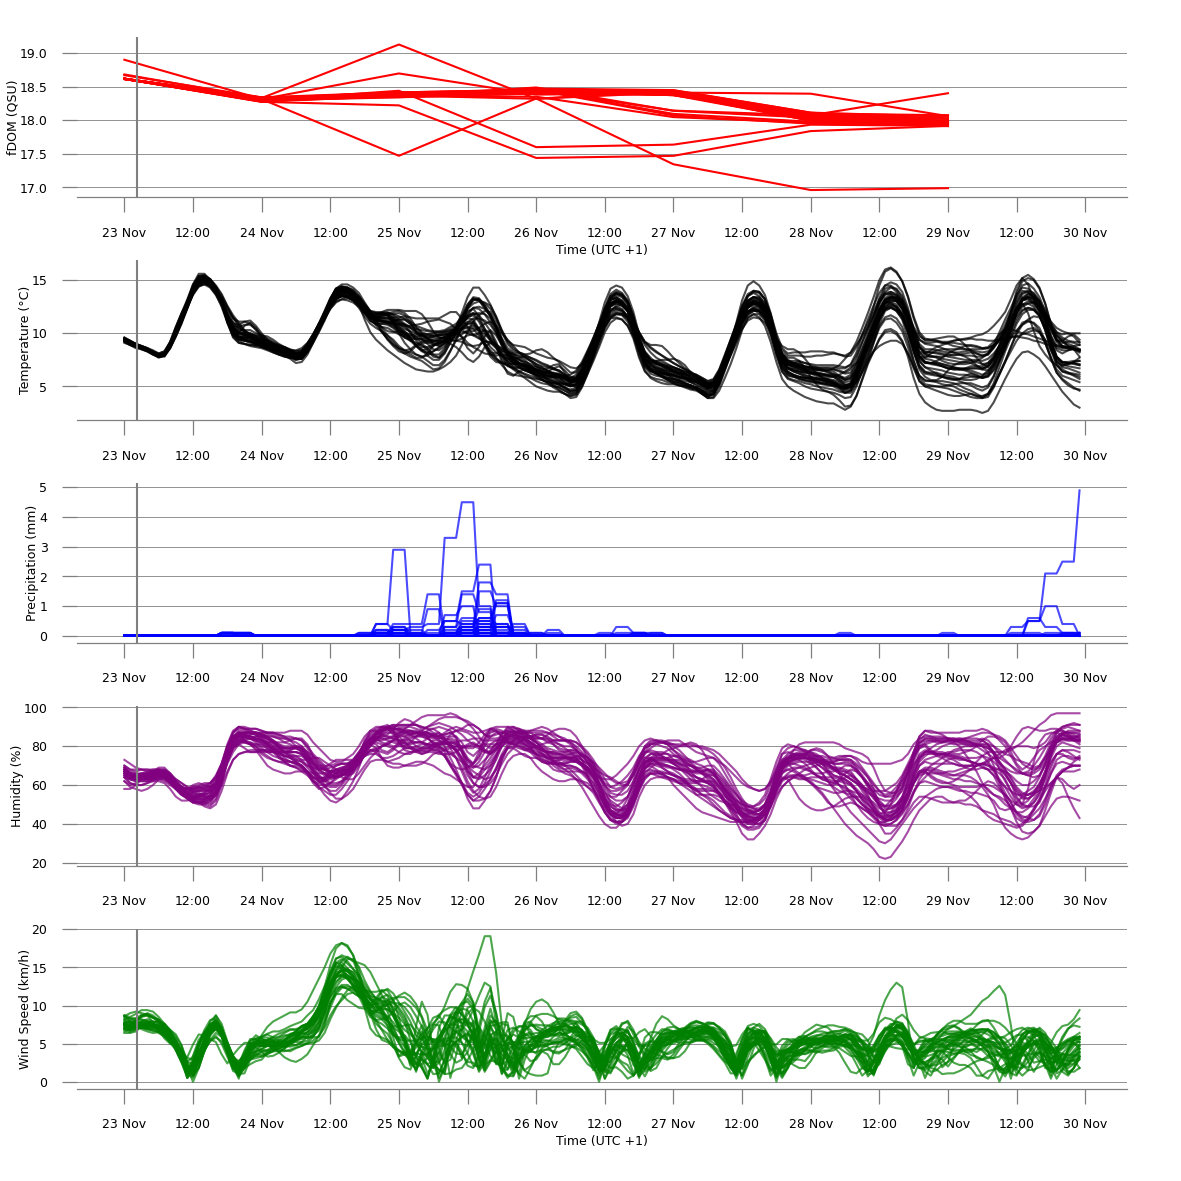 fDOM (QSU)
19.0
18.5
18.0
17.5
17.0
23 Nov 12:00 24 Nov 12:00 25 Nov 12:00 26 Nov 12:00 27 Nov 12:00 28 Nov 12:00 29 Nov 12:00 30 Nov
Time (UTC +1)
Temperature (°C)
15
10
5
23 Nov 12:00 24 Nov 12:00 25 Nov 12:00 26 Nov 12:00 27 Nov 12:00 28 Nov 12:00 29 Nov 12:00 30 Nov
Precipitation (mm)
5
4
3
2
1
0
23 Nov 12:00 24 Nov 12:00 25 Nov 12:00 26 Nov 12:00 27 Nov 12:00 28 Nov 12:00 29 Nov 12:00 30 Nov
Humidity (%)
100
80
60
40
20
23 Nov 12:00 24 Nov 12:00 25 Nov 12:00 26 Nov 12:00 27 Nov 12:00 28 Nov 12:00 29 Nov 12:00 30 Nov
Wind Speed (km/h)
20
15
10
5
0
23 Nov 12:00 24 Nov 12:00 25 Nov 12:00 26 Nov 12:00 27 Nov 12:00 28 Nov 12:00 29 Nov 12:00 30 Nov
Time (UTC +1)